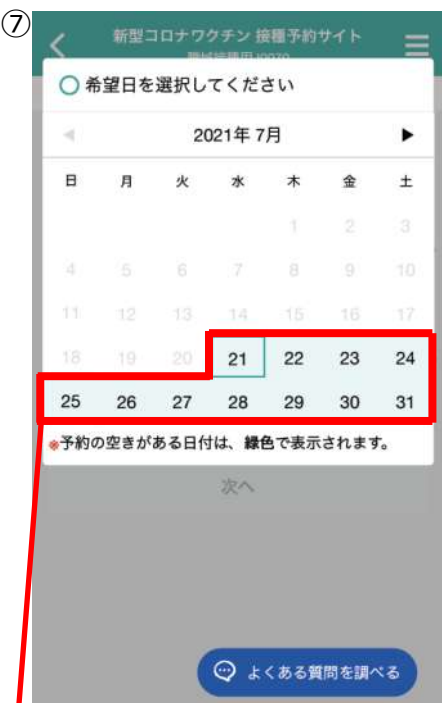 ⑦
新型コロナワクチン 接種予約サイト
希望日を選択してください
◀ 2021年 7月 ▶
日 月 火 水 木 金 土
1 2 3
4 5 6 7 8 9 10
11 12 13 14 15 16 17
18 19 20 21 22 23 24
25 26 27 28 29 30 31
※予約の空きがある日付は、緑色で表示されます。
次へ
よくある質問を調べる